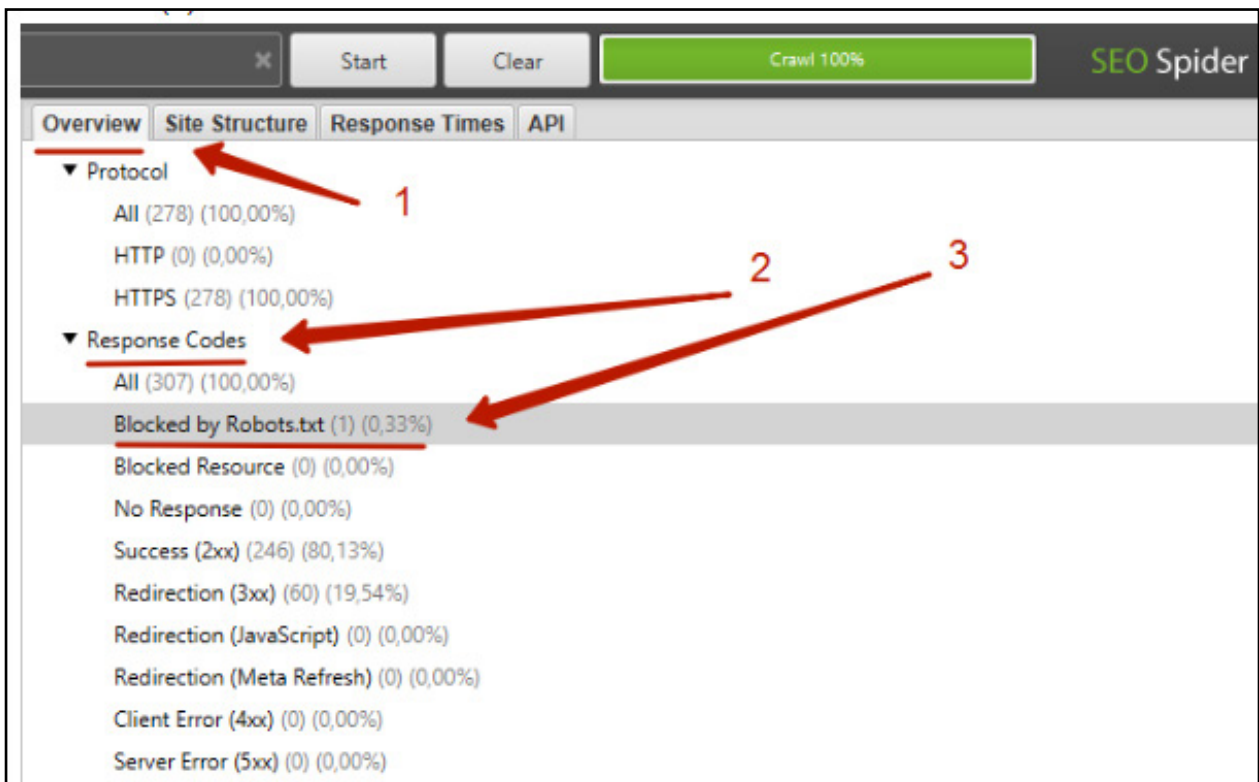 Start Clear Crawl 100% SEO Spider
Overview Site Structure Response Times API
▼ Protocol
1
All (278) (100,00%)
HTTP (0) (0,00%)
2
3
HTTPS (278) (100,00%)
▼ Response Codes
All (307) (100,00%)
Blocked by Robots.txt (1) (0,33%)
Blocked Resource (0) (0,00%)
No Response (0) (0,00%)
Success (2xx) (246) (80,13%)
Redirection (3xx) (60) (19,54%)
Redirection (JavaScript) (0) (0,00%)
Redirection (Meta Refresh) (0) (0,00%)
Client Error (4xx) (0) (0,00%)
Server Error (5xx) (0) (0,00%)